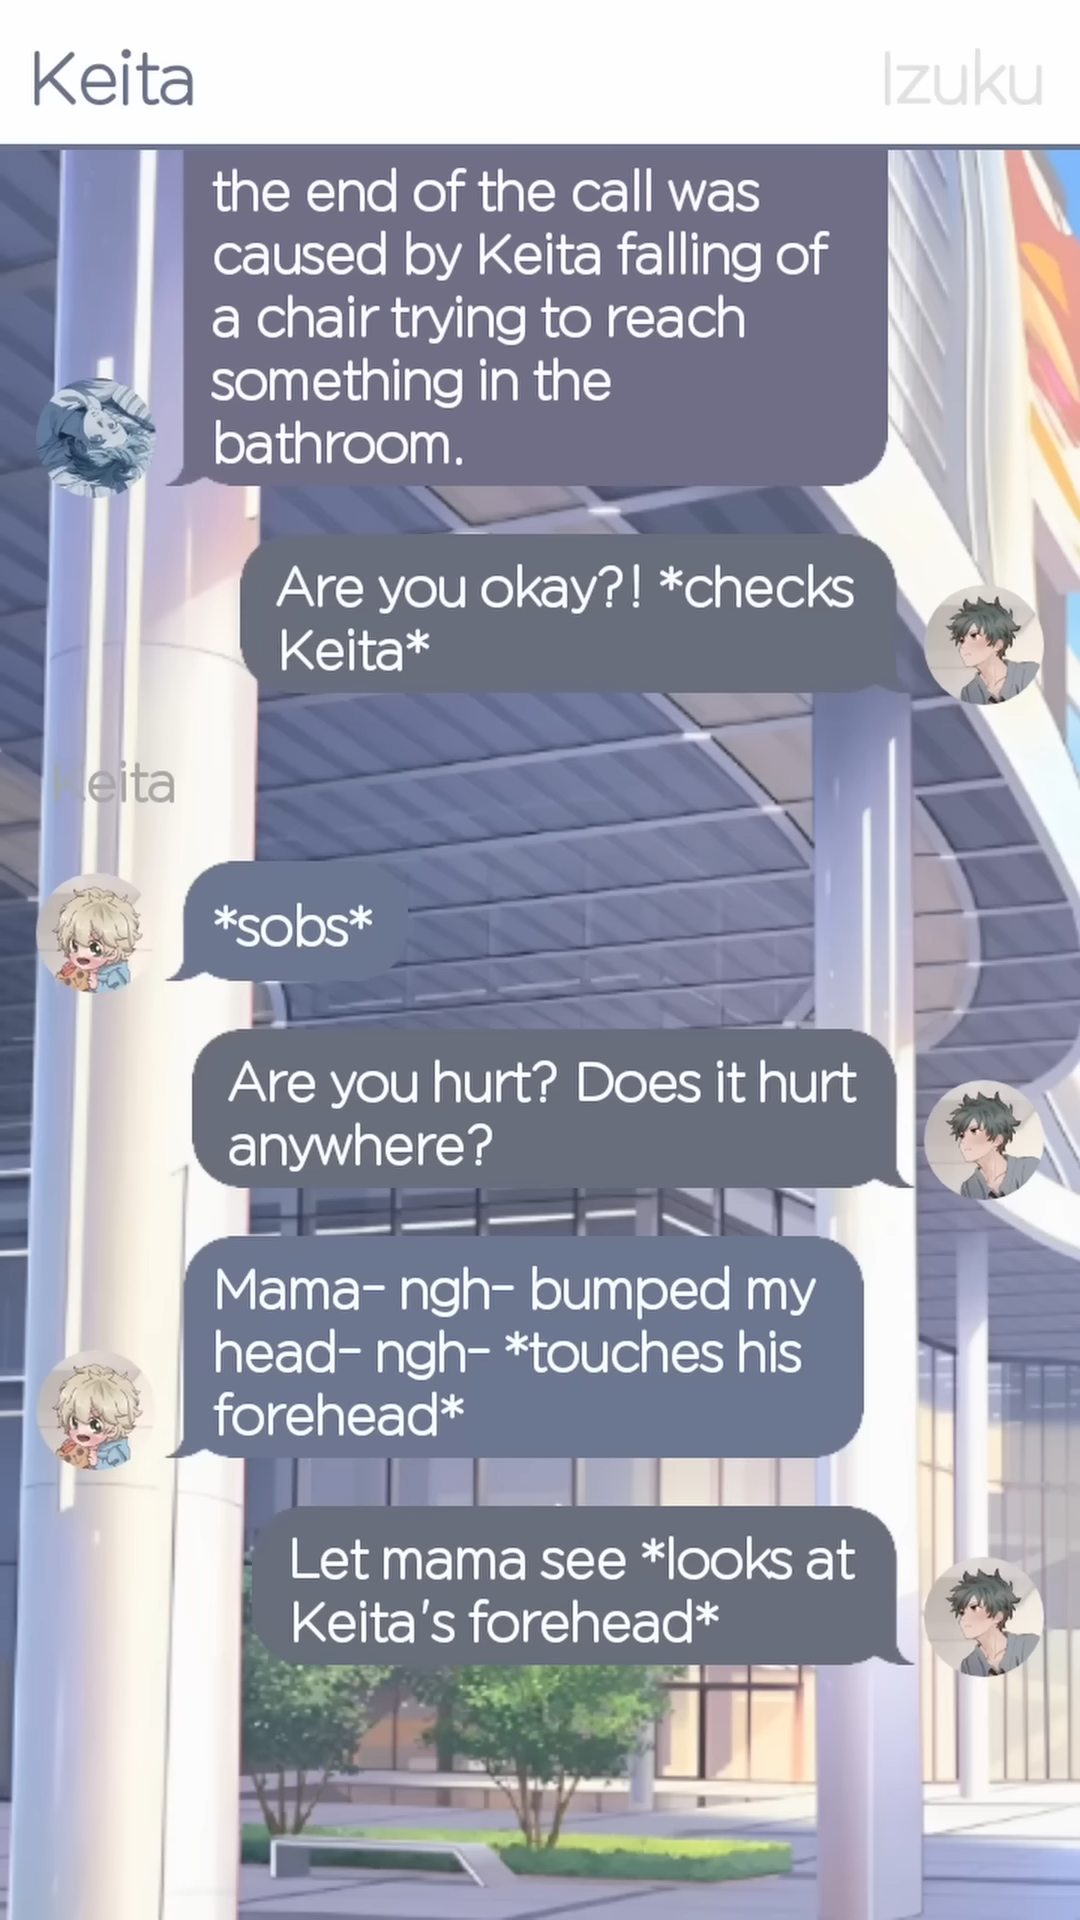 Keita
Izuku
the end of the call was
caused by Keita falling of
a chair trying to reach
something in the
bathroom.
Are you okay?! *checks
Keita*
Keita
*sobs*
Are you hurt? Does it hurt
anywhere?
Mama- ngh- bumped my
head- ngh- *touches his
forehead*
Let mama see *looks at
Keita's forehead*